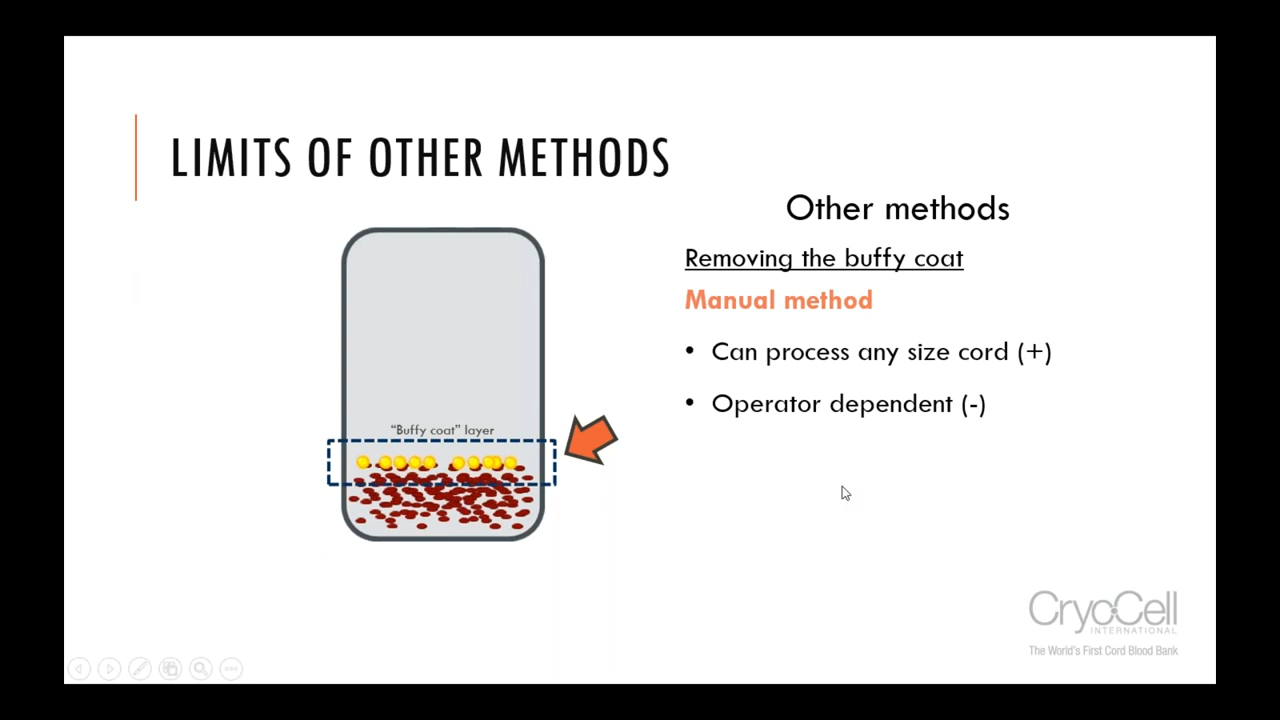 LIMITS OF OTHER METHODS
Other methods
Removing the buffy coat
Manual method
• Can process any size cord (+)
• Operator dependent (-)
"Buffy coat" layer
CryoCell
INTERNATIONAL
The World's First Cord Blood Bank